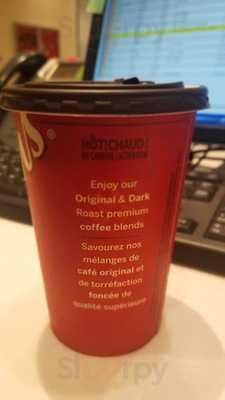 HOT!CHAUD!
Enjoy our
Original & Dark
Roast premium
coffee blends
Savourez nos
mélanges de
café original et
de torréfaction
foncée de
qualité supérieure